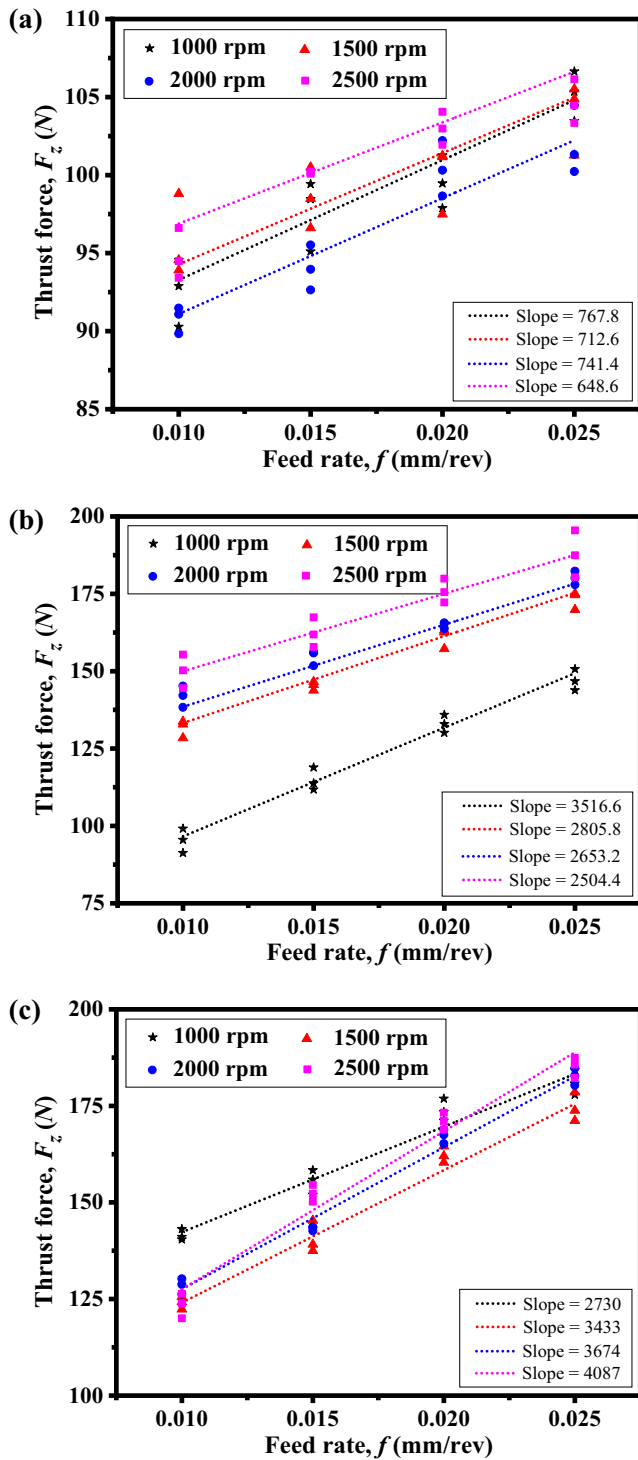 (a)
110
105
100
95
90
85
Thrust force, F_z (N)
1000 rpm 1500 rpm
2000 rpm 2500 rpm
Slope = 767.8
Slope = 712.6
Slope = 741.4
Slope = 648.6
0.010 0.015 0.020 0.025
Feed rate, f (mm/rev)
(b)
200
175
150
125
100
75
Thrust force, F_z (N)
1000 rpm 1500 rpm
2000 rpm 2500 rpm
Slope = 3516.6
Slope = 2805.8
Slope = 2653.2
Slope = 2504.4
0.010 0.015 0.020 0.025
Feed rate, f (mm/rev)
(c)
200
175
150
125
100
Thrust force, F_z (N)
1000 rpm 1500 rpm
2000 rpm 2500 rpm
Slope = 2730
Slope = 3433
Slope = 3674
Slope = 4087
0.010 0.015 0.020 0.025
Feed rate, f (mm/rev)